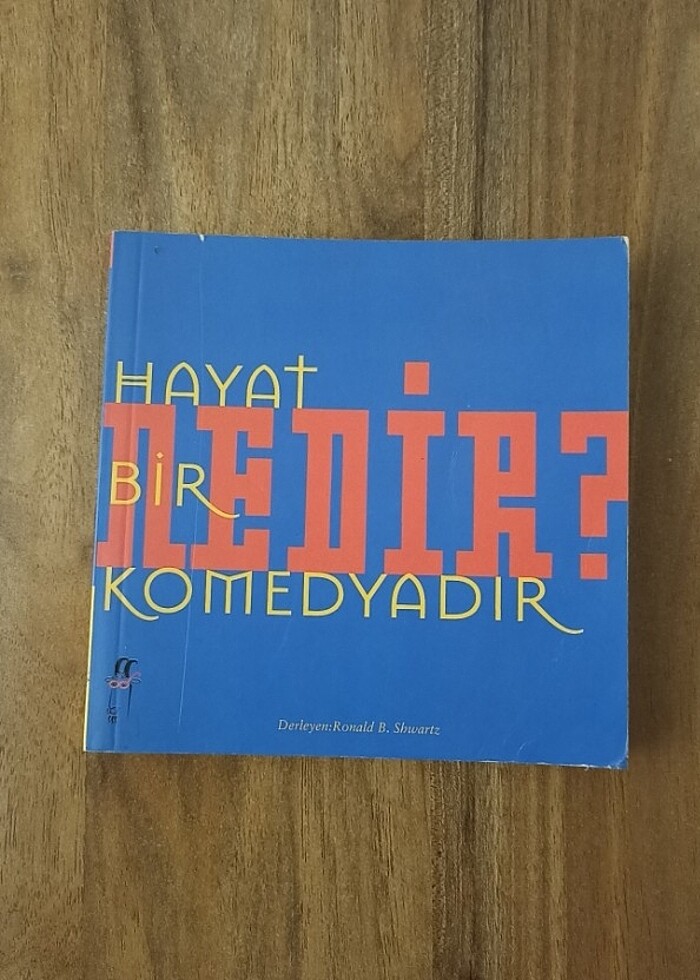 HAYAT
NEDİR?
BİR
KOMEDYADIR
Derleyen:Ronald B. Shwartz